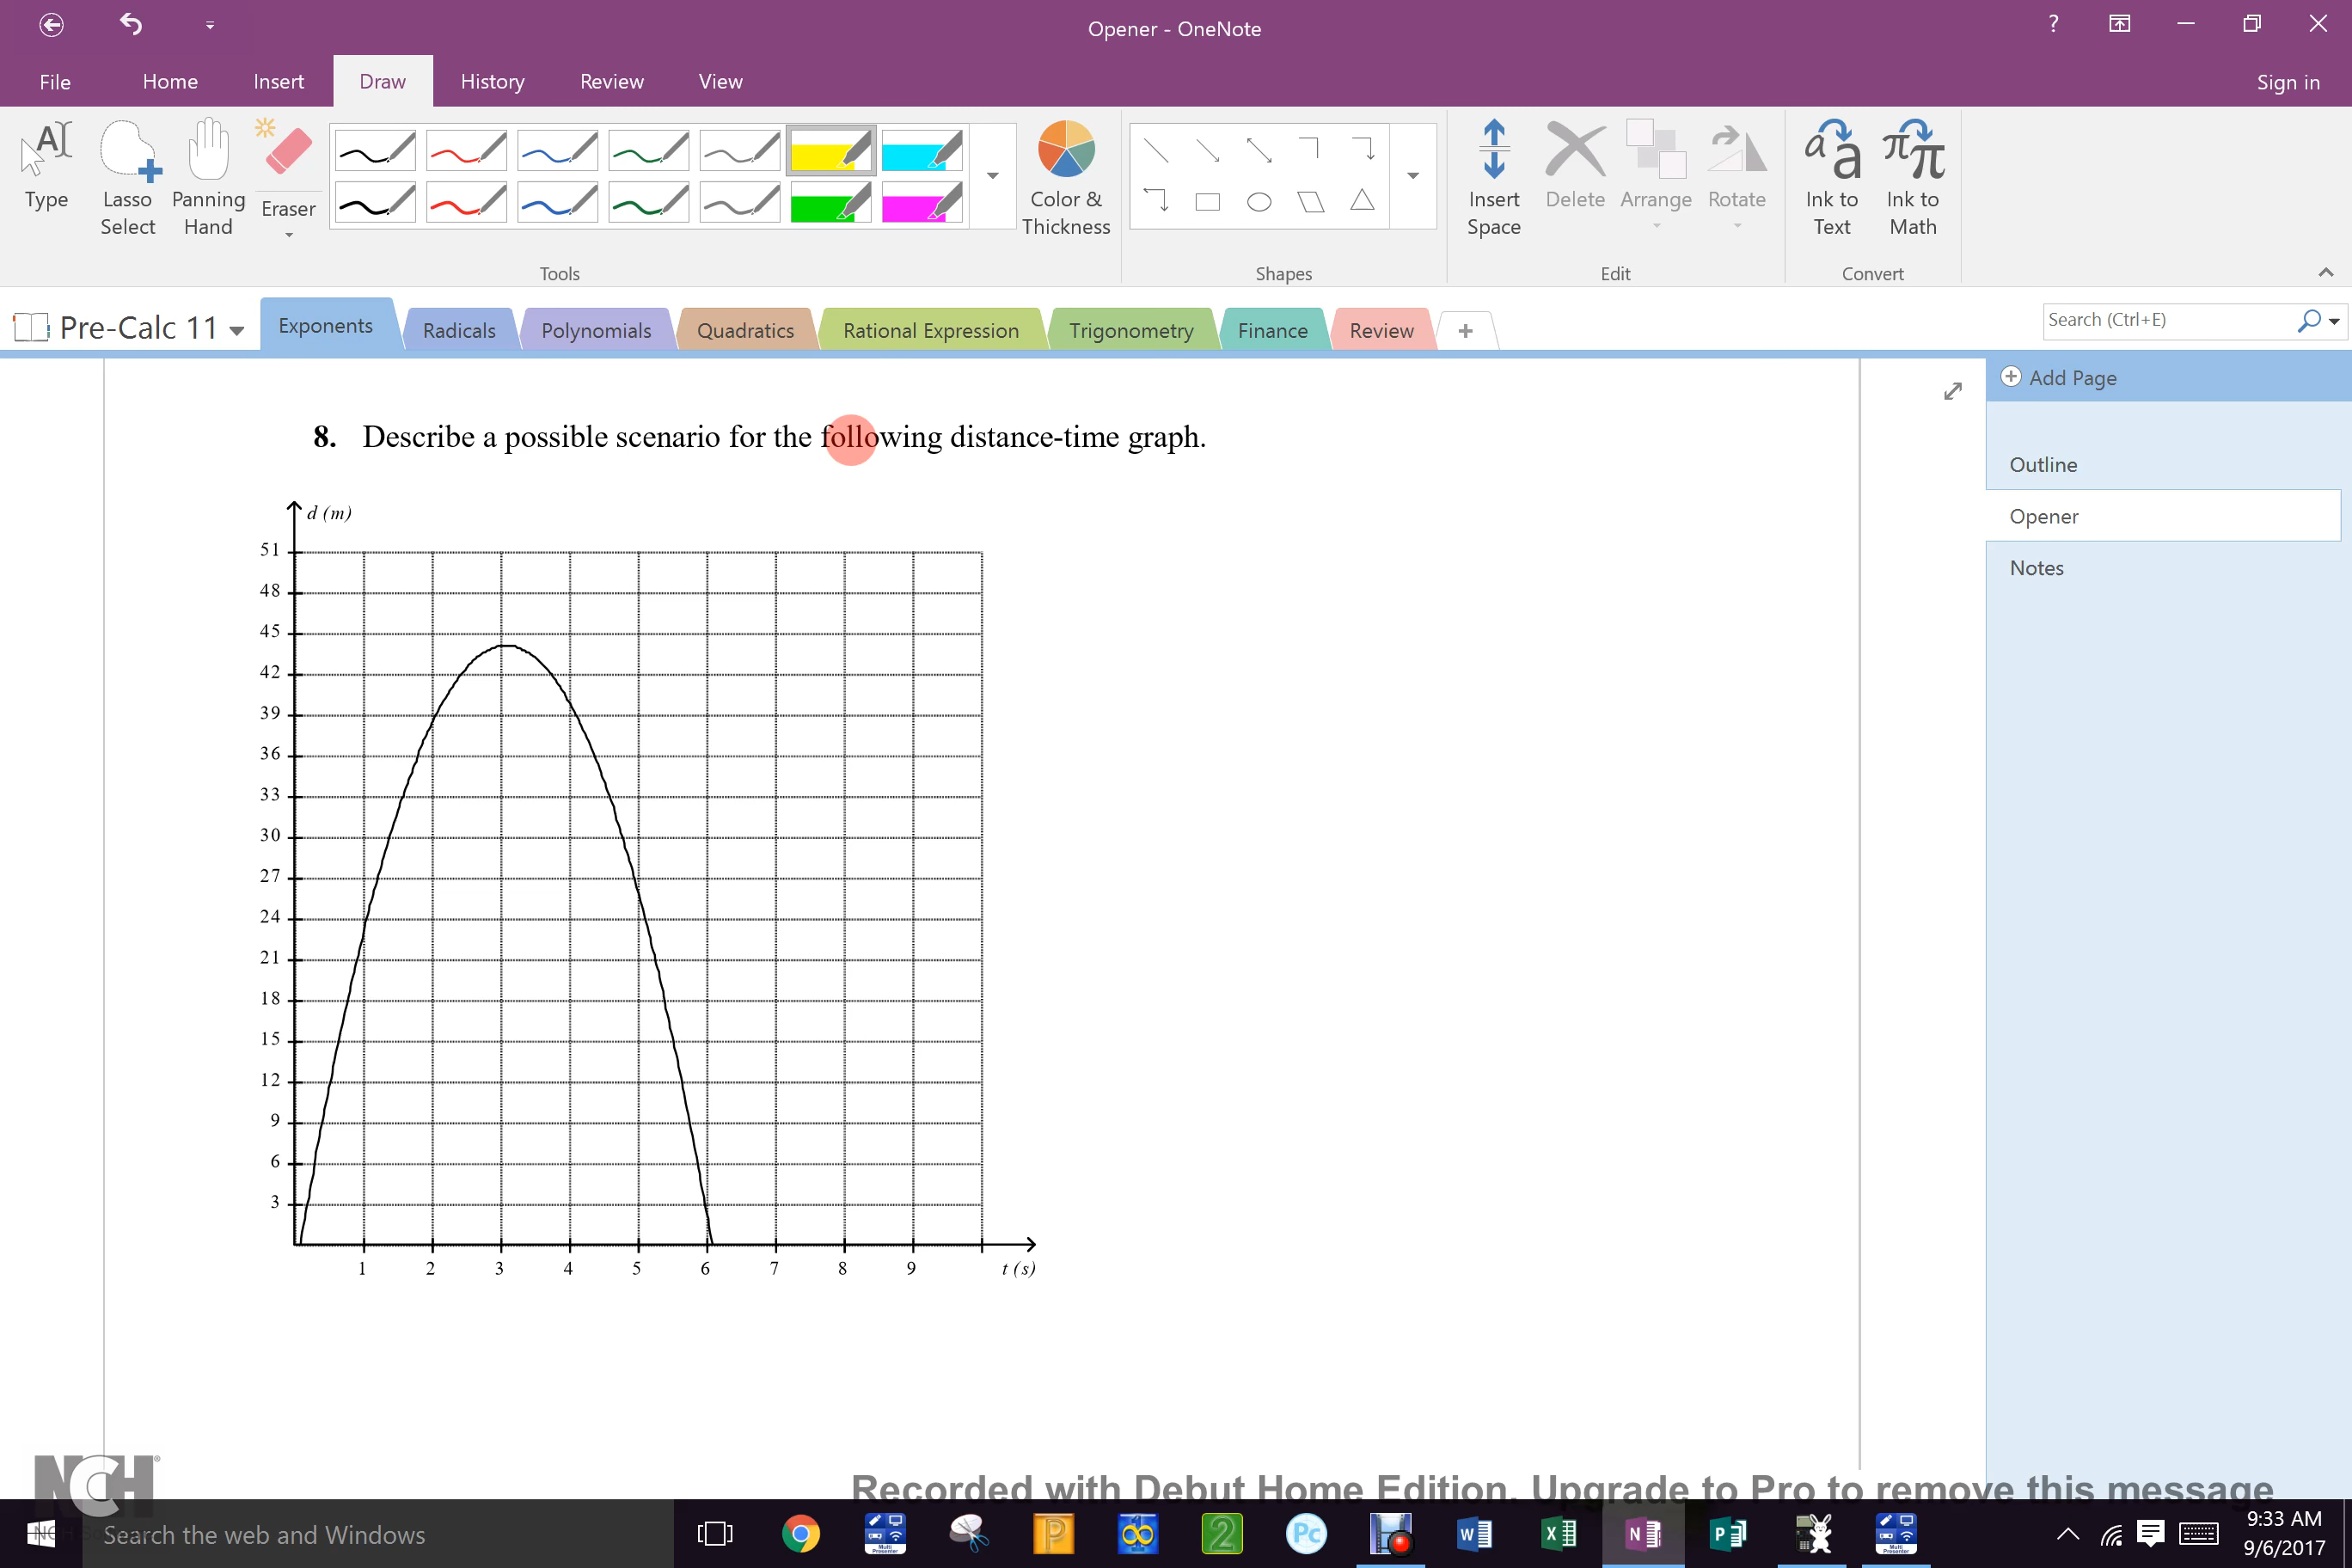 Opener - OneNote
?
File Home Insert Draw History Review View Sign in
Type
Lasso Select
Panning Hand
Eraser
Color & Thickness
Insert Space
Delete
Arrange
Rotate
Ink to Text
Ink to Math
Tools Shapes Edit Convert
Pre-Calc 11 Exponents Radicals Polynomials Quadratics Rational Expression Trigonometry Finance Review +
Search (Ctrl+E)
Add Page
Outline
Opener
Notes
8. Describe a possible scenario for the following distance-time graph.
d (m)
51
48
45
42
39
36
33
30
27
24
21
18
15
12
9
6
3
1 2 3 4 5 6 7 8 9 t (s)
NCH®
Recorded with Debut Home Edition. Upgrade to Pro to remove this message
Search the web and Windows
9:33 AM
9/6/2017